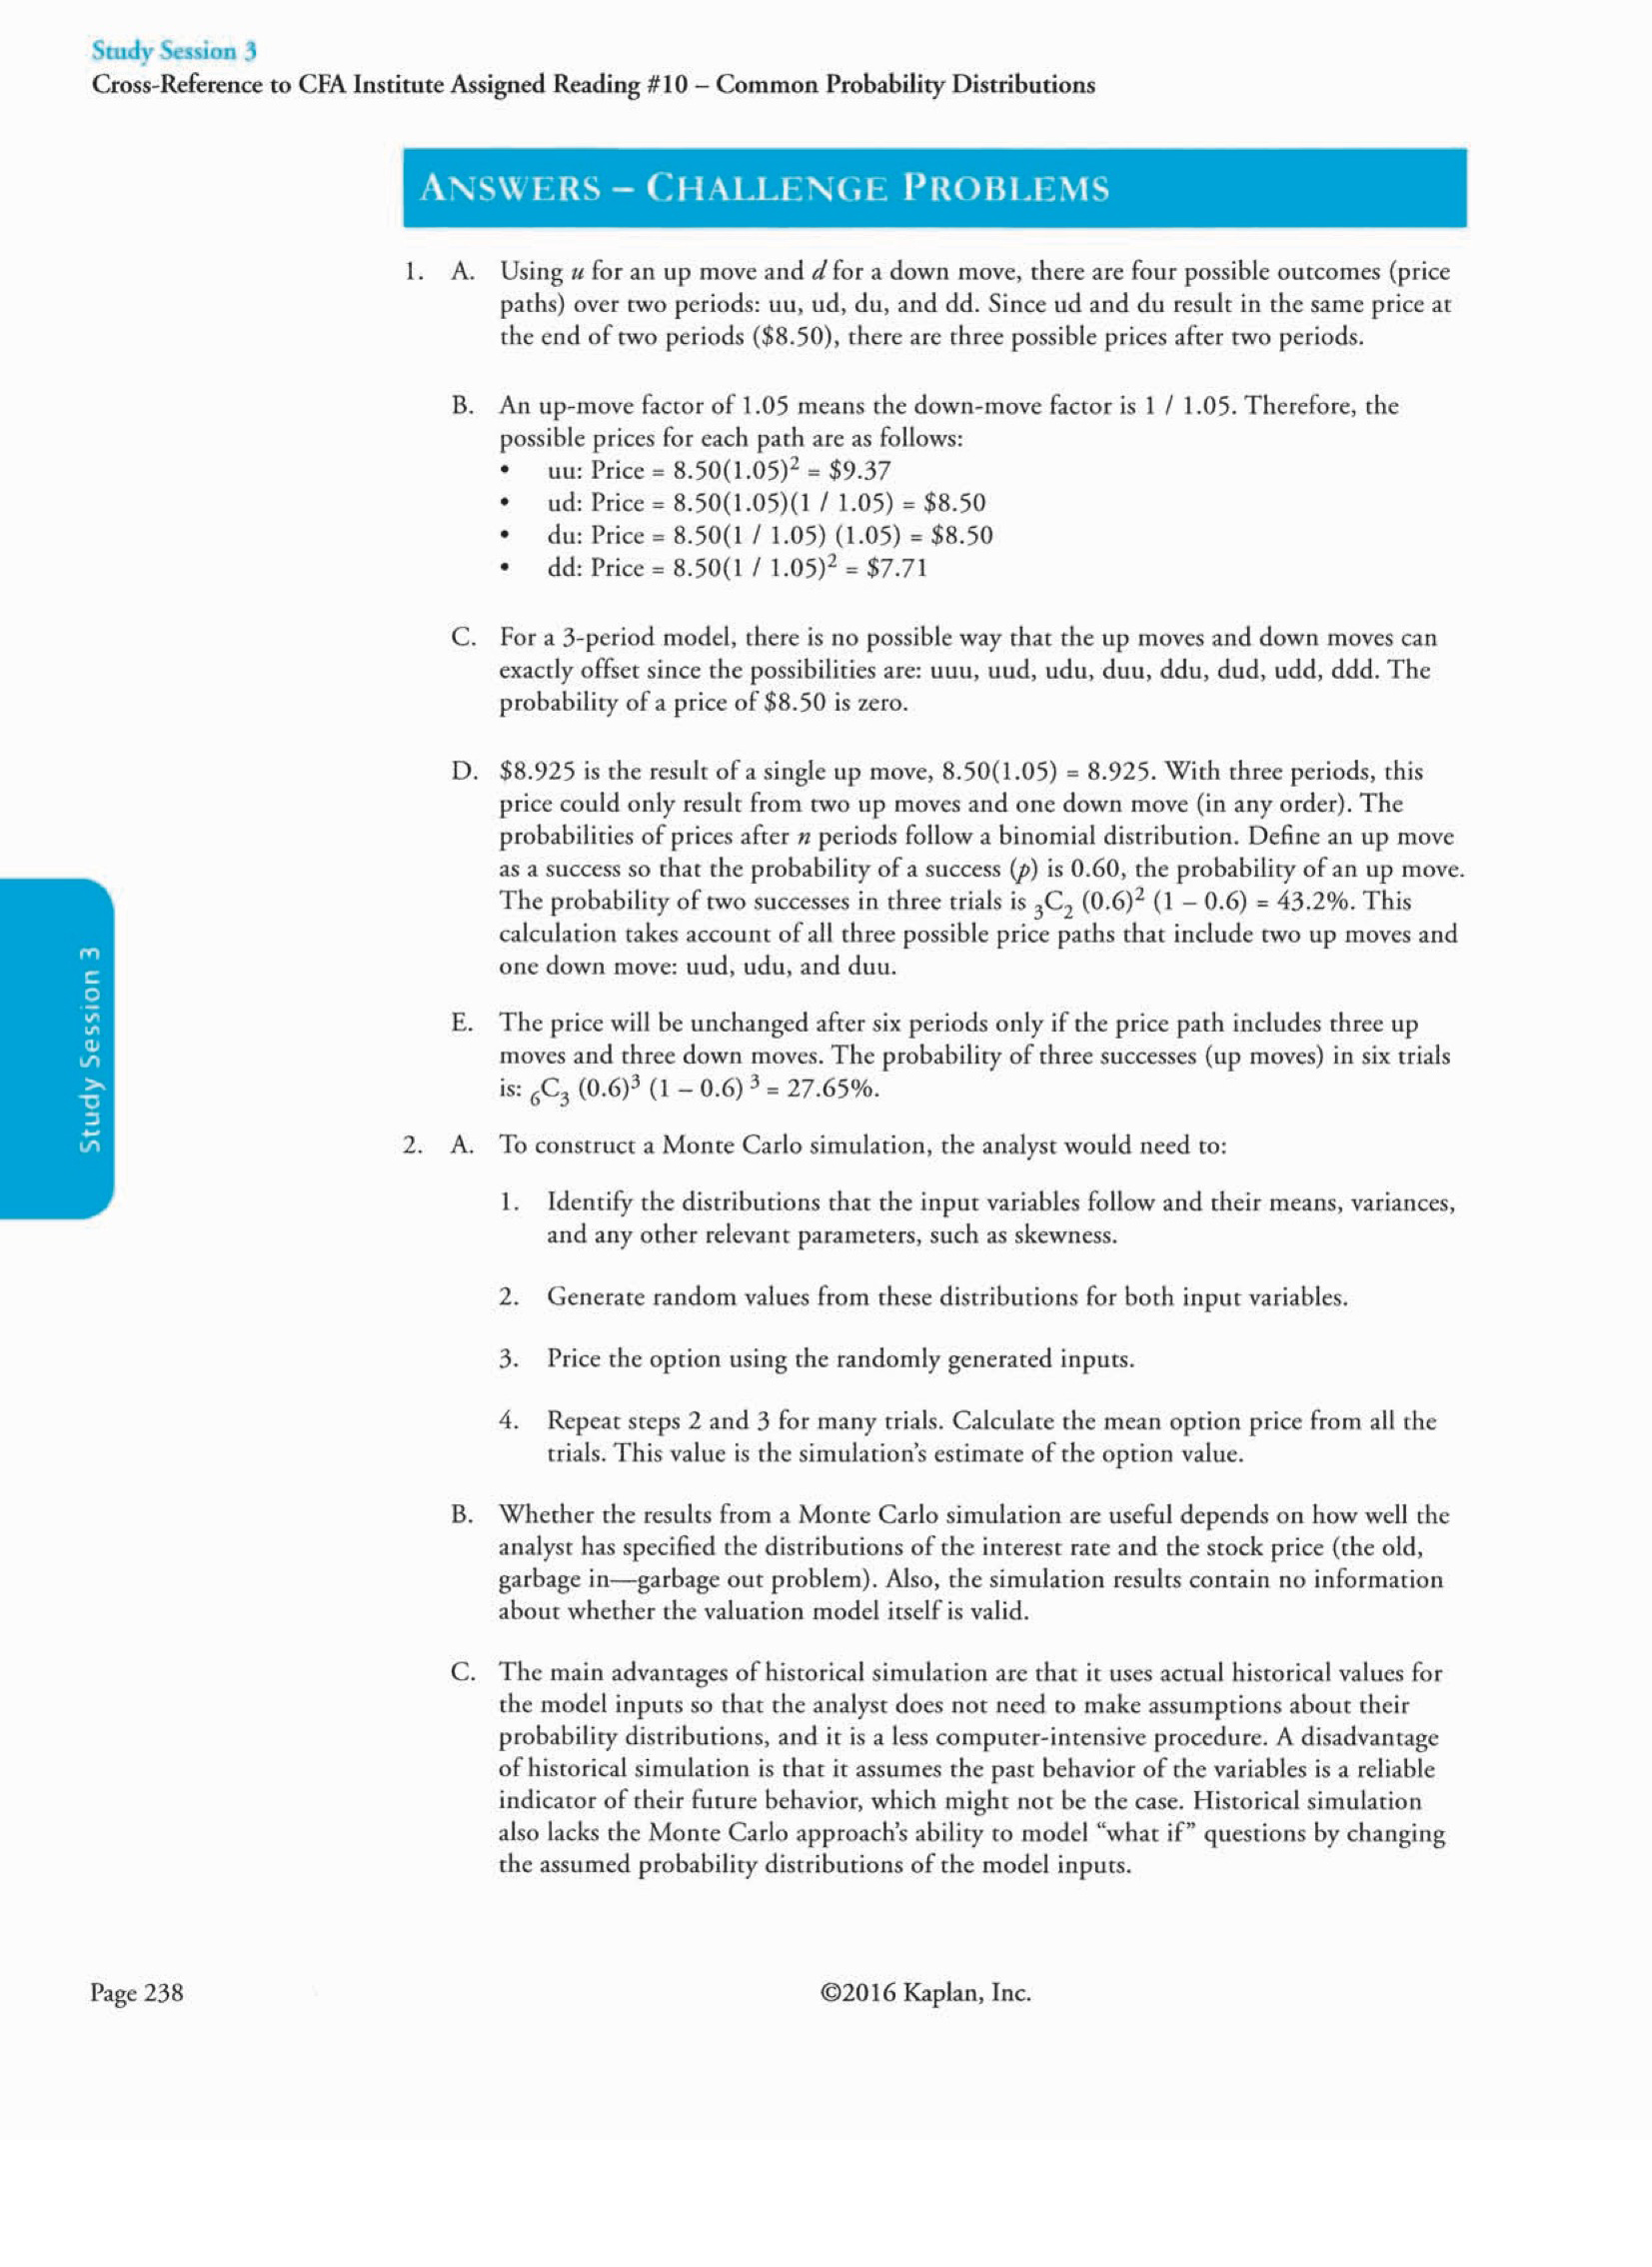 Study Session 3
Cross-Reference to CFA Institute Assigned Reading #10 – Common Probability Distributions
ANSWERS – CHALLENGE PROBLEMS
1. A. Using u for an up move and d for a down move, there are four possible outcomes (price
paths) over two periods: uu, ud, du, and dd. Since ud and du result in the same price at
the end of two periods ($8.50), there are three possible prices after two periods.
B. An up-move factor of 1.05 means the down-move factor is 1 / 1.05. Therefore, the
possible prices for each path are as follows:
• uu: Price = 8.50(1.05)² = $9.37
• ud: Price = 8.50(1.05)(1 / 1.05) = $8.50
• du: Price = 8.50(1 / 1.05) (1.05) = $8.50
• dd: Price = 8.50(1 / 1.05)² = $7.71
C. For a 3-period model, there is no possible way that the up moves and down moves can
exactly offset since the possibilities are: uuu, uud, udu, duu, ddu, dud, udd, ddd. The
probability of a price of $8.50 is zero.
D. $8.925 is the result of a single up move, 8.50(1.05) = 8.925. With three periods, this
price could only result from two up moves and one down move (in any order). The
probabilities of prices after n periods follow a binomial distribution. Define an up move
as a success so that the probability of a success (p) is 0.60, the probability of an up move.
The probability of two successes in three trials is ₃C₂ (0.6)² (1 – 0.6) = 43.2%. This
calculation takes account of all three possible price paths that include two up moves and
one down move: uud, udu, and duu.
E. The price will be unchanged after six periods only if the price path includes three up
moves and three down moves. The probability of three successes (up moves) in six trials
is: ₆C₃ (0.6)³ (1 – 0.6) ³ = 27.65%.
2. A. To construct a Monte Carlo simulation, the analyst would need to:
1. Identify the distributions that the input variables follow and their means, variances,
and any other relevant parameters, such as skewness.
2. Generate random values from these distributions for both input variables.
3. Price the option using the randomly generated inputs.
4. Repeat steps 2 and 3 for many trials. Calculate the mean option price from all the
trials. This value is the simulation's estimate of the option value.
B. Whether the results from a Monte Carlo simulation are useful depends on how well the
analyst has specified the distributions of the interest rate and the stock price (the old,
garbage in—garbage out problem). Also, the simulation results contain no information
about whether the valuation model itself is valid.
C. The main advantages of historical simulation are that it uses actual historical values for
the model inputs so that the analyst does not need to make assumptions about their
probability distributions, and it is a less computer-intensive procedure. A disadvantage
of historical simulation is that it assumes the past behavior of the variables is a reliable
indicator of their future behavior, which might not be the case. Historical simulation
also lacks the Monte Carlo approach's ability to model “what if” questions by changing
the assumed probability distributions of the model inputs.
Study Session 3
Page 238
©2016 Kaplan, Inc.